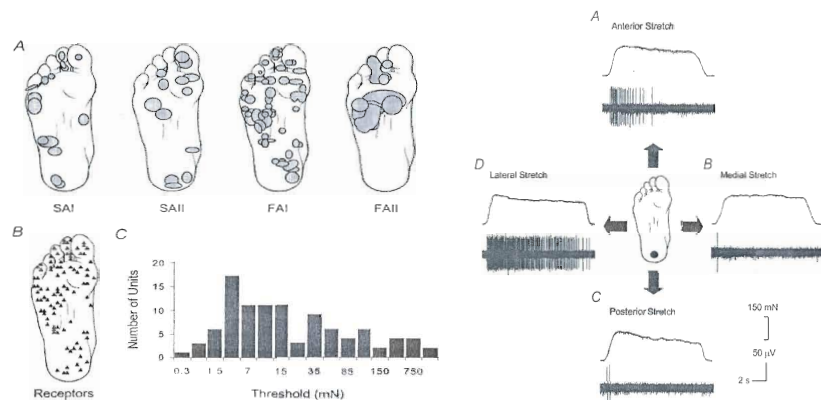 A
SAI
SAII
FAI
FAII
B
Receptors
C
Number of Units
20
15
10
5
0
0.3
1.5
7
15
35
85
150
750
Threshold (mN)
A
Anterior Stretch
D
Lateral Stretch
B
Medial Stretch
C
Posterior Stretch
150 mN
50 µV
2 s